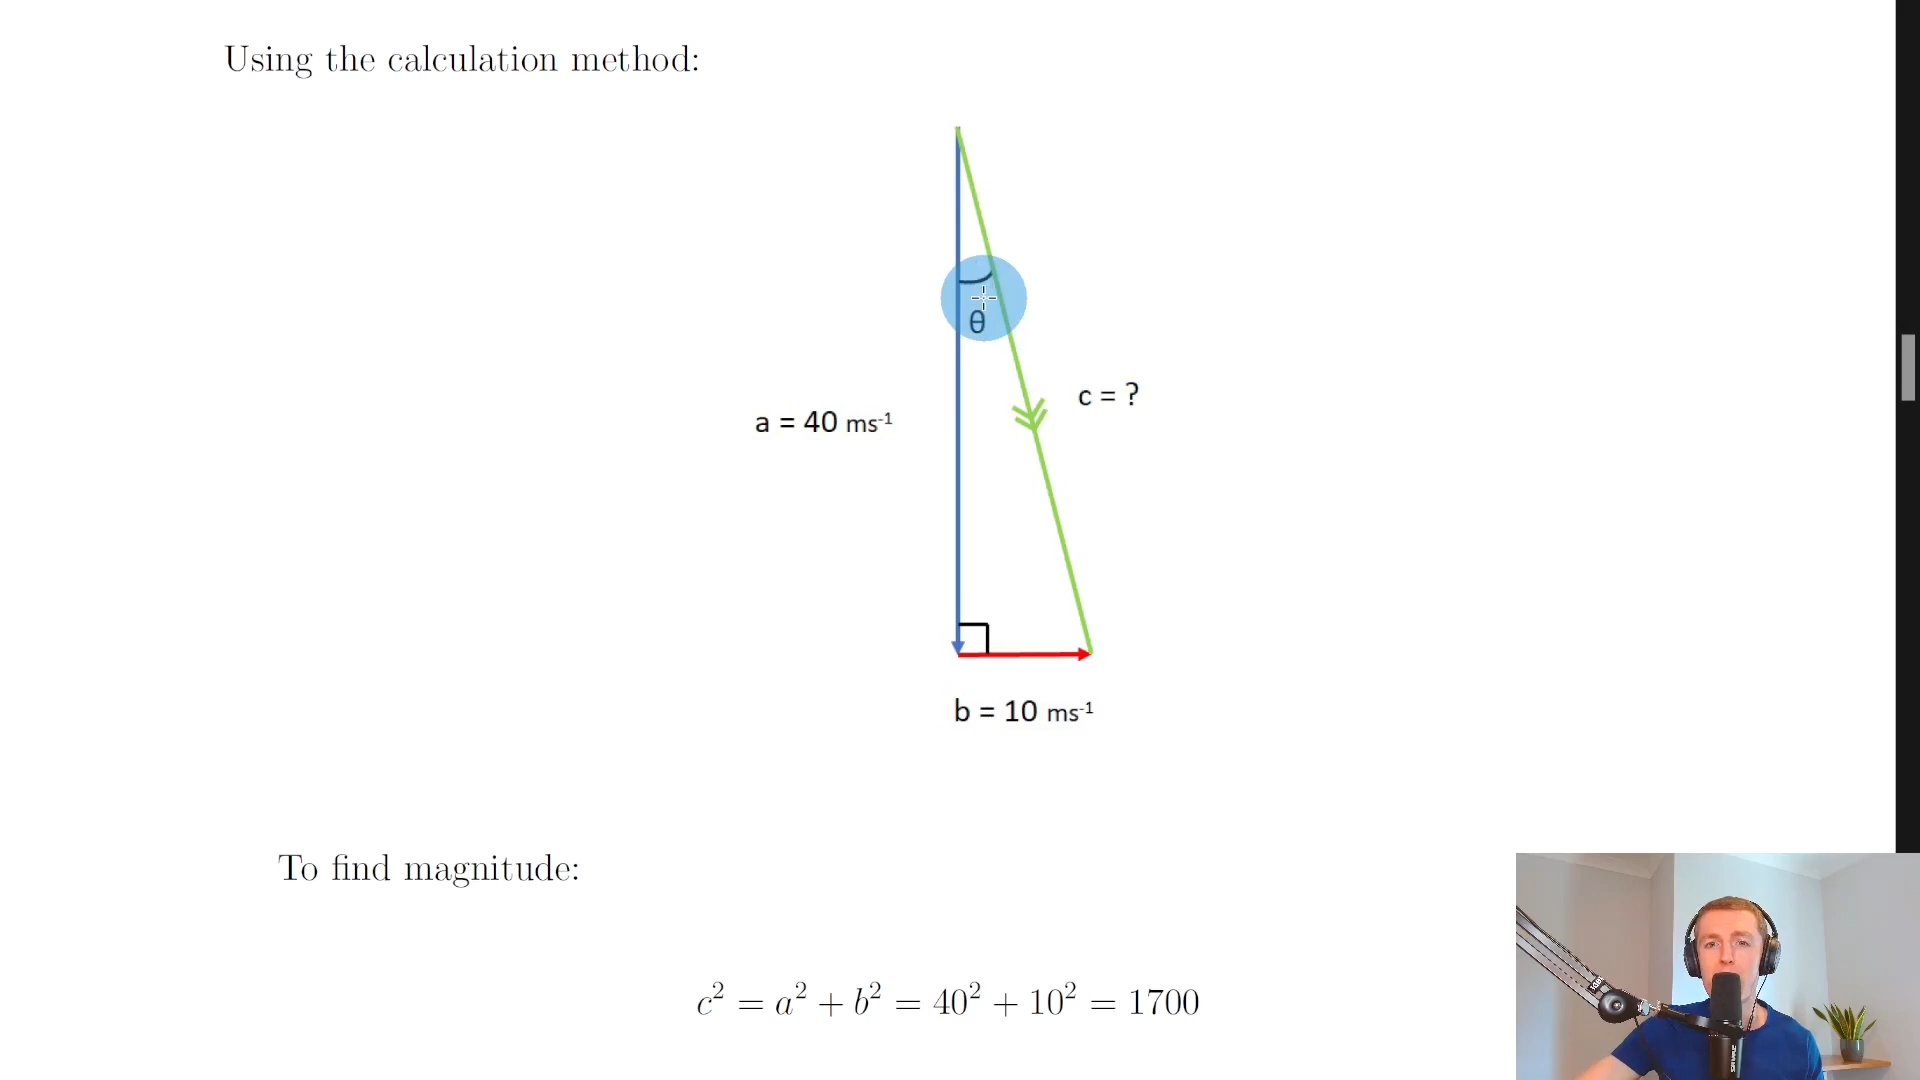 Using the calculation method:
θ
c = ?
a = 40 ms⁻¹
b = 10 ms⁻¹
To find magnitude:
c² = a² + b² = 40² + 10² = 1700